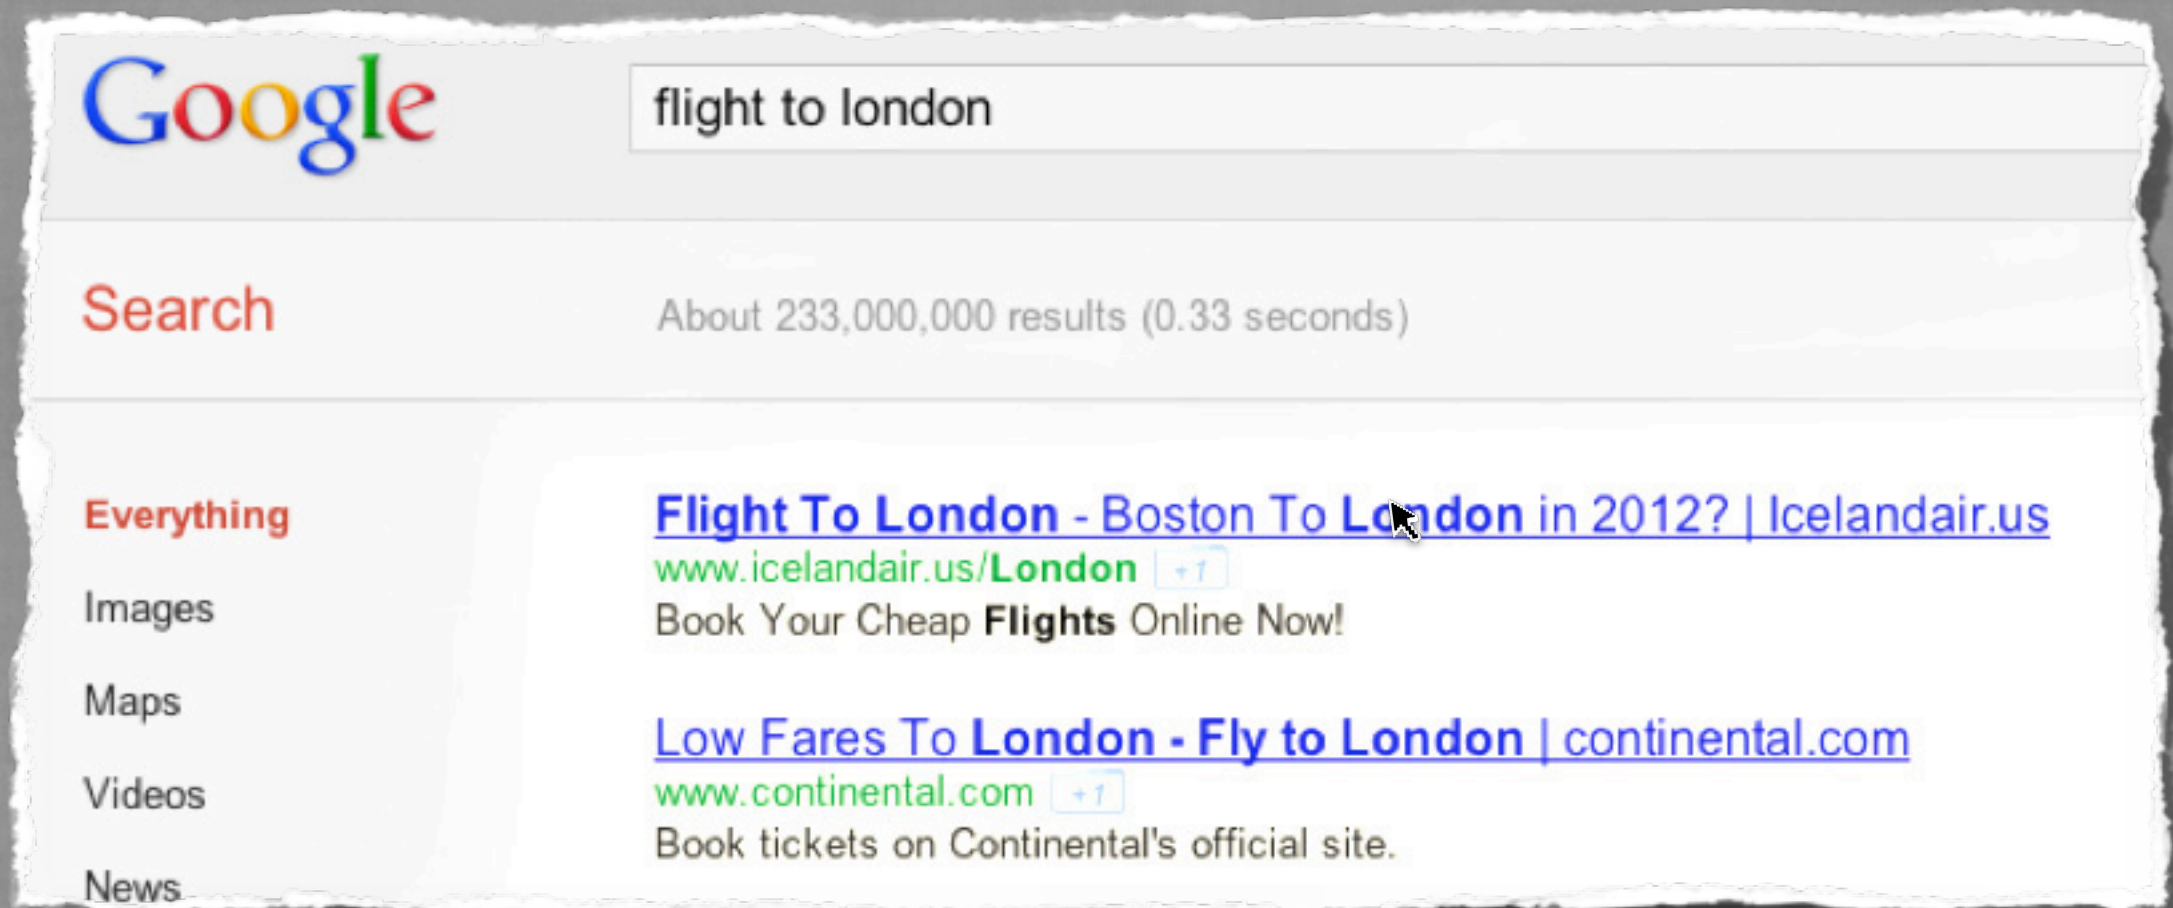 Google
flight to london
Search
About 233,000,000 results (0.33 seconds)
Everything
Images
Maps
Videos
News
Flight To London - Boston To London in 2012? | Icelandair.us
www.icelandair.us/London +1
Book Your Cheap Flights Online Now!
Low Fares To London - Fly to London | continental.com
www.continental.com +1
Book tickets on Continental's official site.